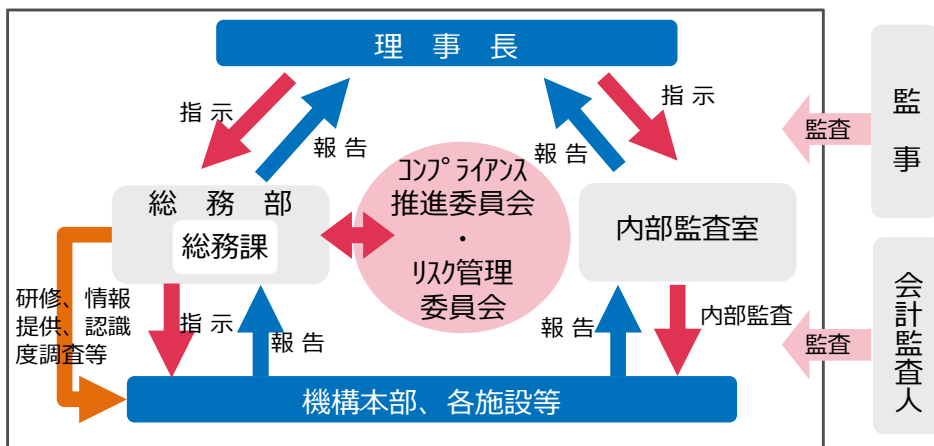 理 事 長
指 示
報 告
報 告
指 示
監査
監
事
総 務 部
総務課
コンプライアンス
推進委員会
・
リスク管理
委員会
内部監査室
研修、情報
提供、認識
度調査等
指 示
報 告
報 告
内部監査
監査
会計監査人
機構本部、各施設等